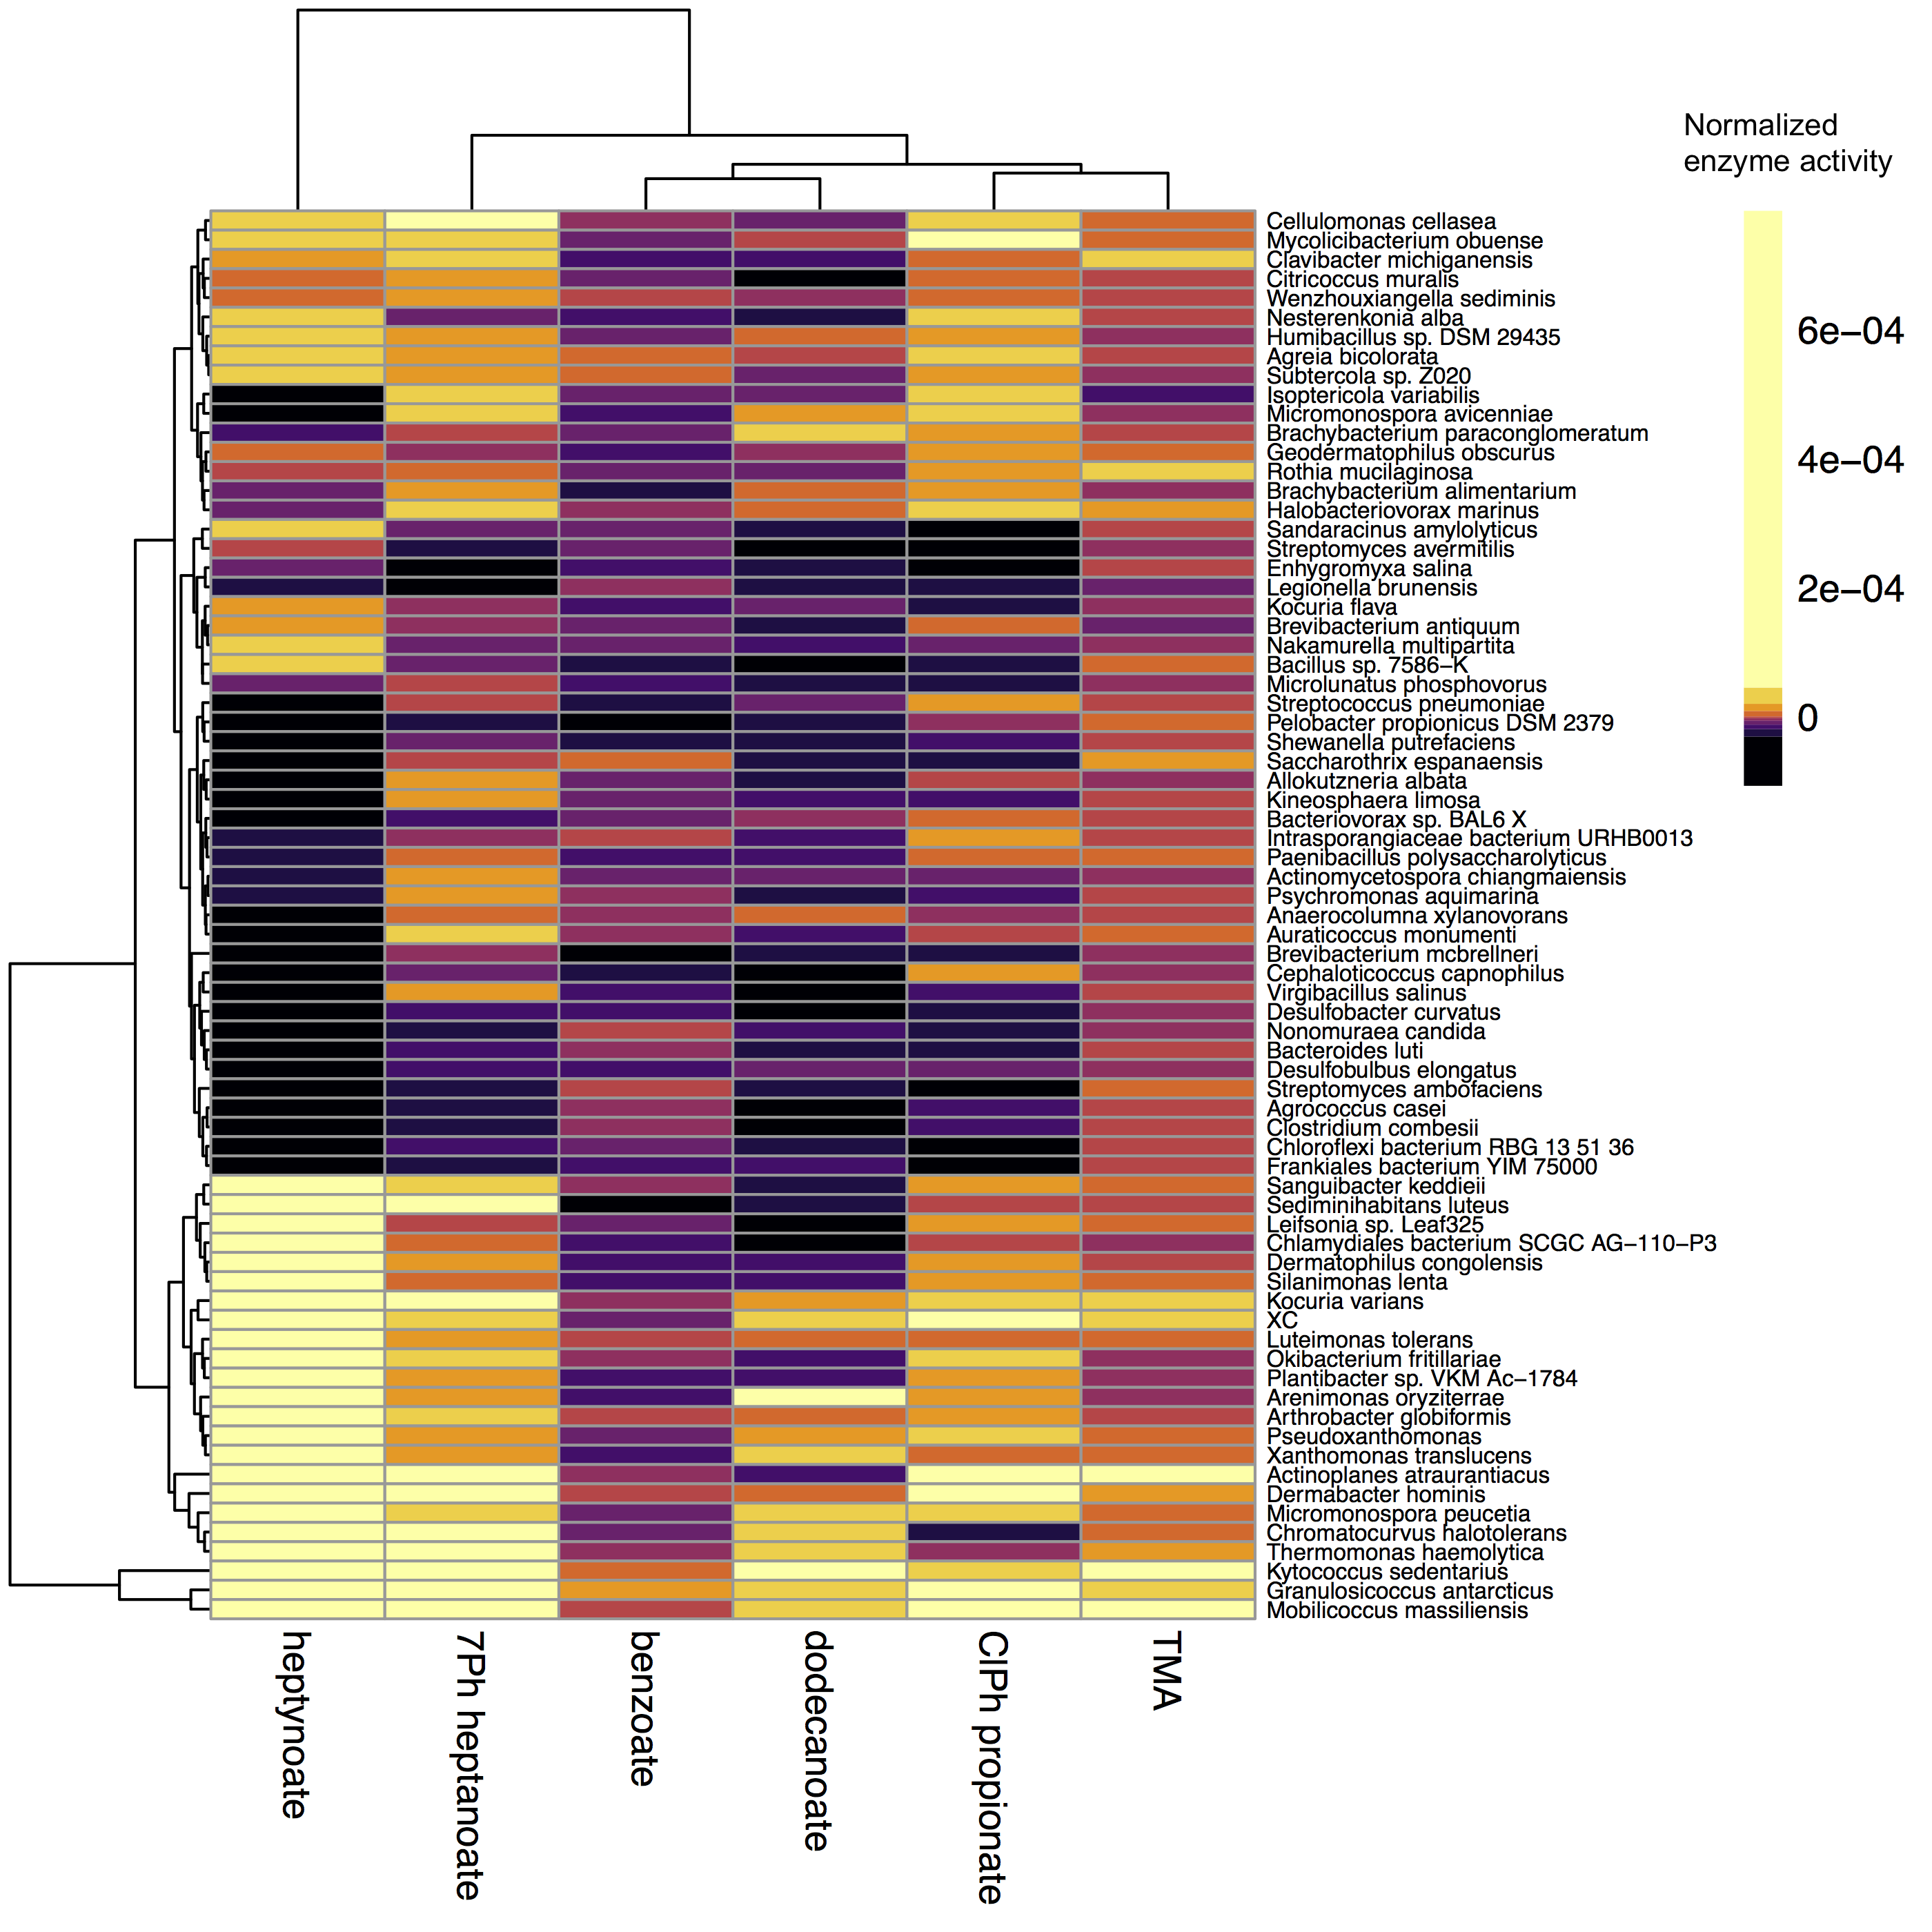 Normalized
enzyme activity
6e−04
4e−04
2e−04
0
Cellulomonas cellasea
Mycolicibacterium obuense
Clavibacter michiganensis
Citricoccus muralis
Wenzhouxiangella sediminis
Nesterenkonia alba
Humibacillus sp. DSM 29435
Agreia bicolorata
Subtercola sp. Z020
Isoptericola variabilis
Micromonospora avicenniae
Brachybacterium paraconglomeratum
Geodermatophilus obscurus
Rothia mucilaginosa
Brachybacterium alimentarium
Halobacteriovorax marinus
Sandaracinus amylolyticus
Streptomyces avermitilis
Enhygromyxa salina
Legionella brunensis
Kocuria flava
Brevibacterium antiquum
Nakamurella multipartita
Bacillus sp. 7586−K
Microlunatus phosphovorus
Streptococcus pneumoniae
Pelobacter propionicus DSM 2379
Shewanella putrefaciens
Saccharothrix espanaensis
Allokutzneria albata
Kineosphaera limosa
Bacteriovorax sp. BAL6 X
Intrasporangiaceae bacterium URHB0013
Paenibacillus polysaccharolyticus
Actinomycetospora chiangmaiensis
Psychromonas aquimarina
Anaerocolumna xylanovorans
Auraticoccus monumenti
Brevibacterium mcbrellneri
Cephaloticoccus capnophilus
Virgibacillus salinus
Desulfobacter curvatus
Nonomuraea candida
Bacteroides luti
Desulfobulbus elongatus
Streptomyces ambofaciens
Agrococcus casei
Clostridium combesii
Chloroflexi bacterium RBG 13 51 36
Frankiales bacterium YIM 75000
Sanguibacter keddieii
Sediminihabitans luteus
Leifsonia sp. Leaf325
Chlamydiales bacterium SCGC AG−110−P3
Dermatophilus congolensis
Silanimonas lenta
Kocuria varians
XC
Luteimonas tolerans
Okibacterium fritillariae
Plantibacter sp. VKM Ac−1784
Arenimonas oryziterrae
Arthrobacter globiformis
Pseudoxanthomonas
Xanthomonas translucens
Actinoplanes atraurantiacus
Dermabacter hominis
Micromonospora peucetia
Chromatocurvus halotolerans
Thermomonas haemolytica
Kytococcus sedentarius
Granulosicoccus antarcticus
Mobilicoccus massiliensis
heptynoate
7Ph heptanoate
benzoate
dodecanoate
ClPh propionate
TMA